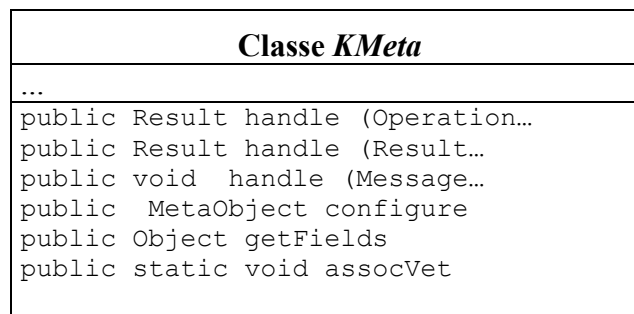 Classe KMeta
…
public Result handle (Operation…
public Result handle (Result…
public void  handle (Message…
public  MetaObject configure
public Object getFields
public static void assocVet